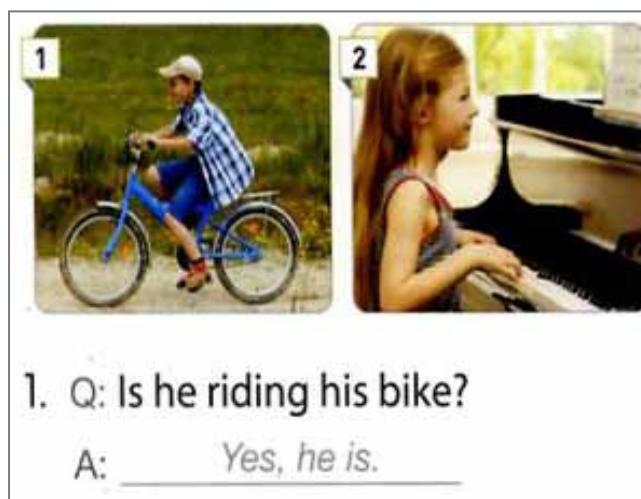 1
2
1. Q: Is he riding his bike?
A: Yes, he is.